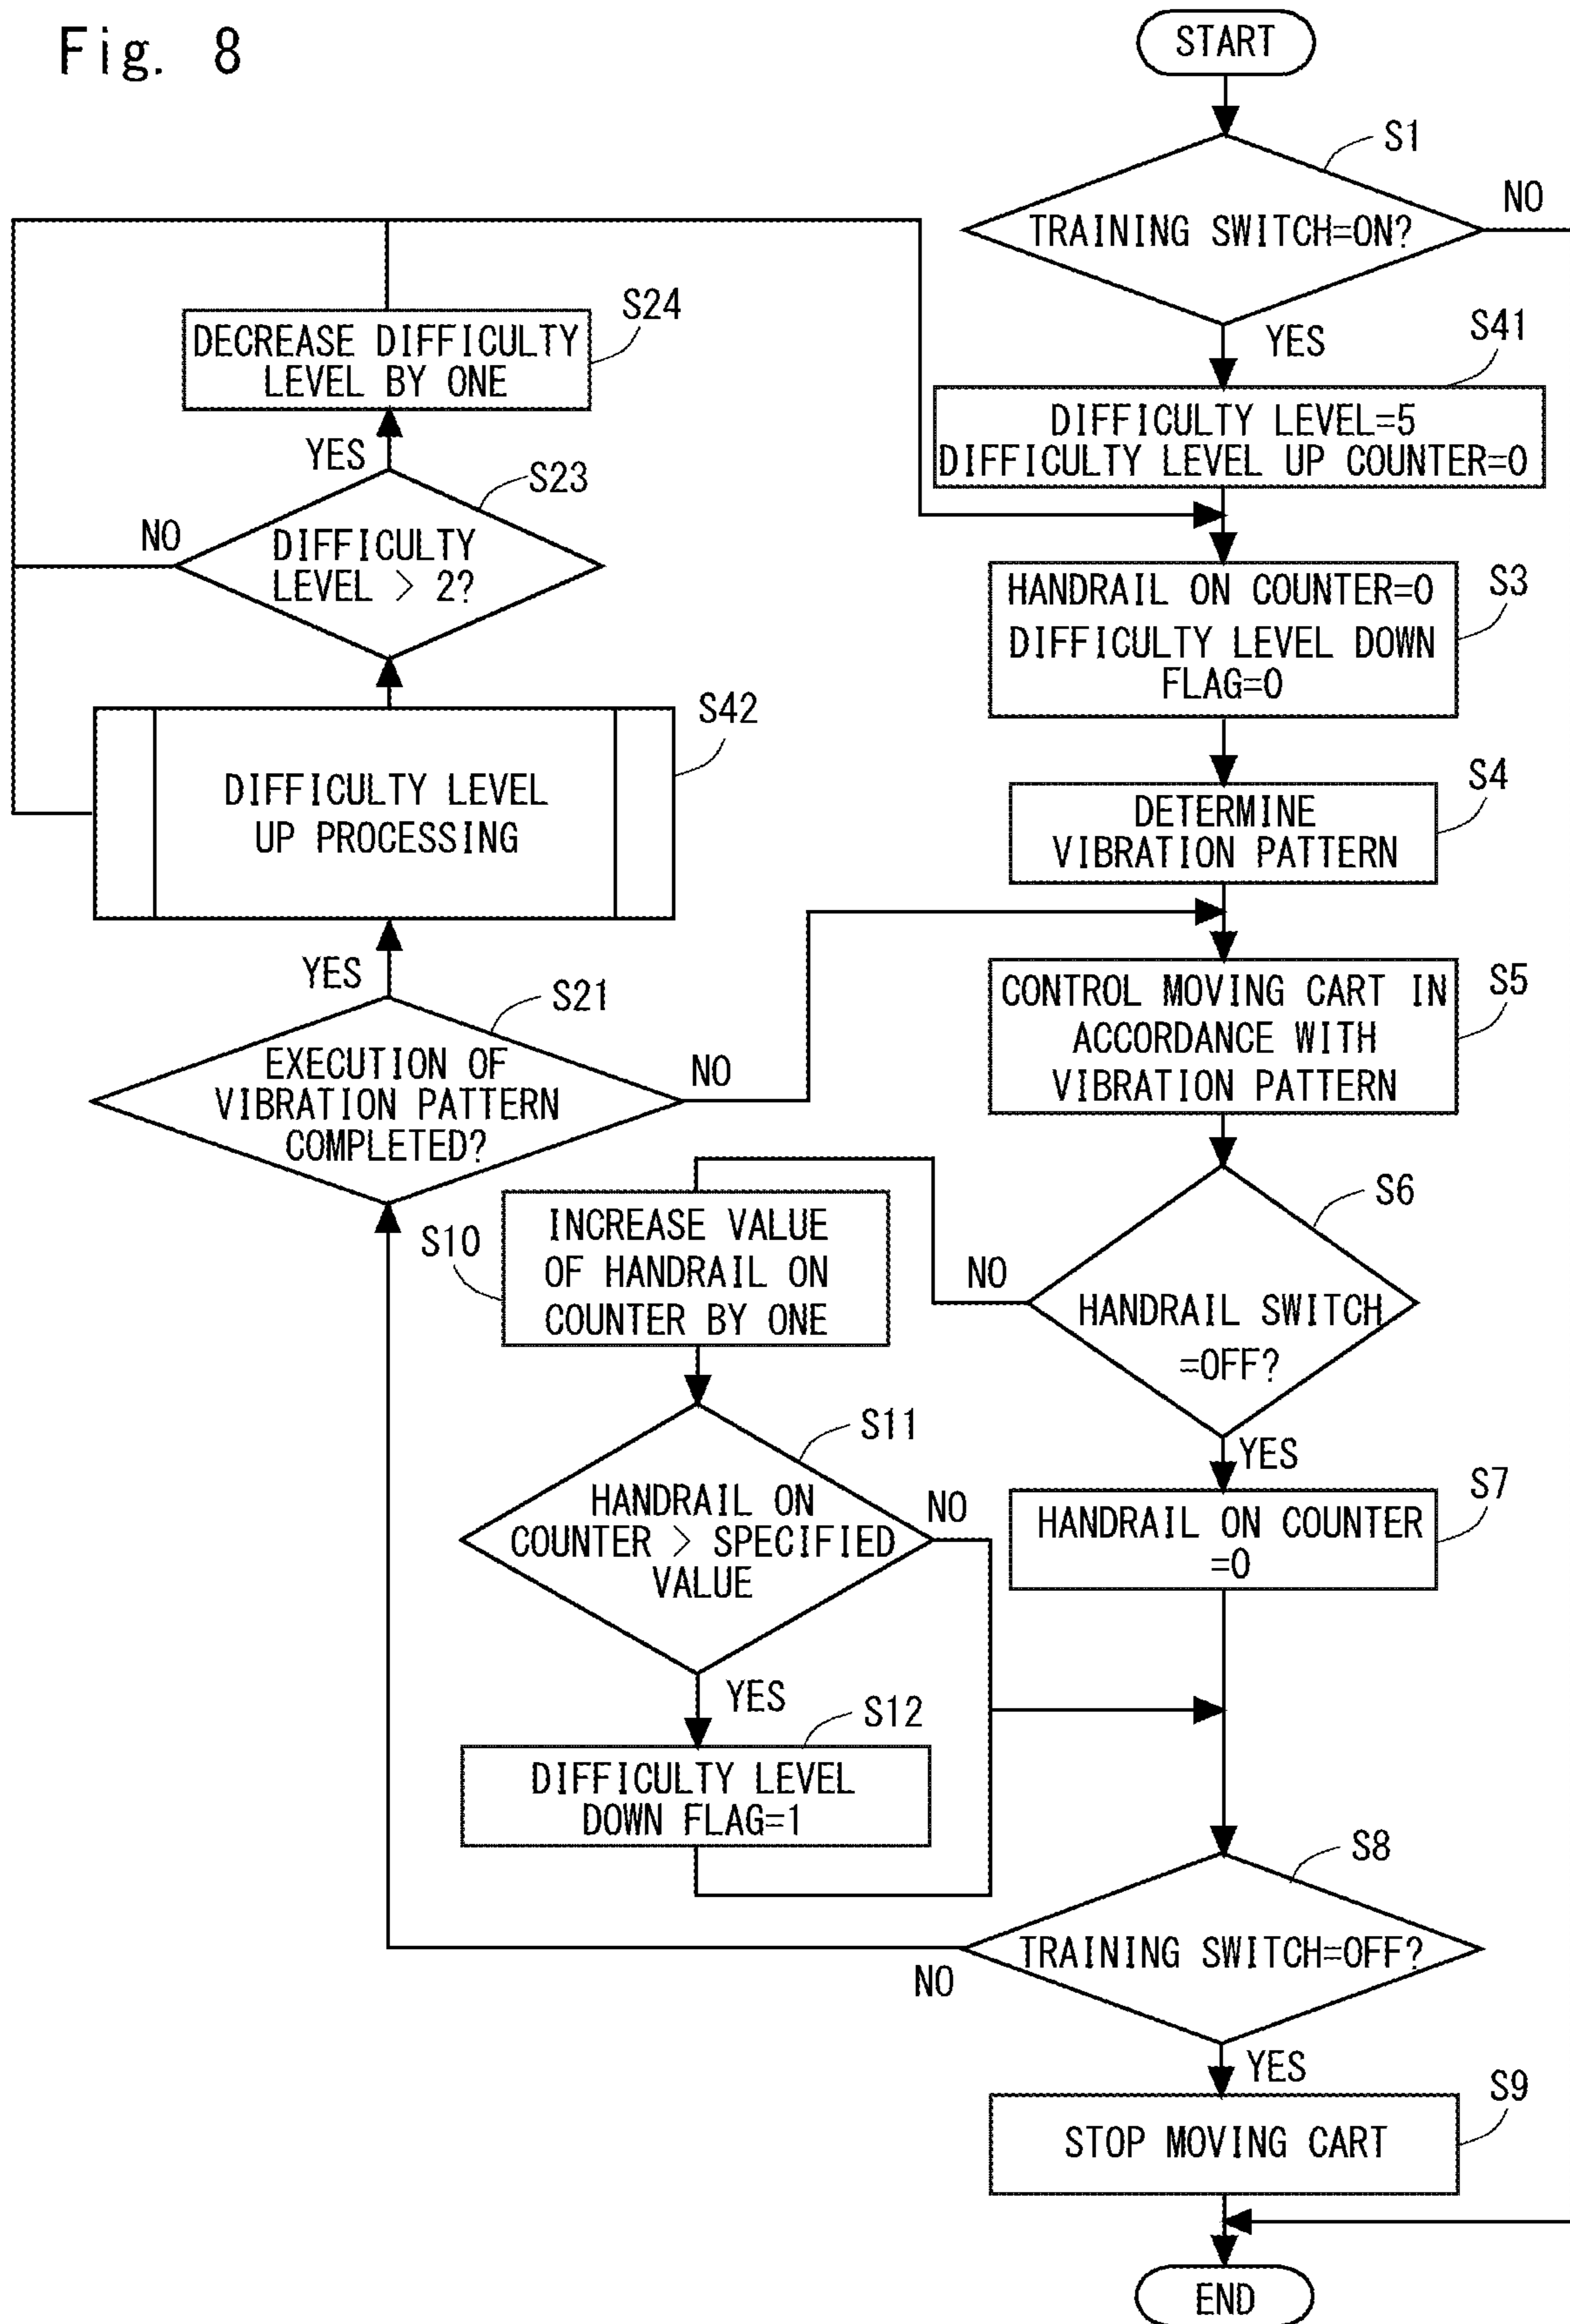 Fig. 8
START
S1
TRAINING SWITCH=ON?
NO
YES
S41
DIFFICULTY LEVEL=5
DIFFICULTY LEVEL UP COUNTER=0
S3
HANDRAIL ON COUNTER=0
DIFFICULTY LEVEL DOWN
FLAG=0
S4
DETERMINE
VIBRATION PATTERN
S5
CONTROL MOVING CART IN
ACCORDANCE WITH
VIBRATION PATTERN
S6
HANDRAIL SWITCH
=OFF?
NO
YES
S7
HANDRAIL ON COUNTER
=0
S10
INCREASE VALUE
OF HANDRAIL ON
COUNTER BY ONE
S11
HANDRAIL ON
COUNTER > SPECIFIED
VALUE
NO
YES
S12
DIFFICULTY LEVEL
DOWN FLAG=1
S8
TRAINING SWITCH=OFF?
NO
YES
S9
STOP MOVING CART
END
S21
EXECUTION OF
VIBRATION PATTERN
COMPLETED?
NO
YES
S42
DIFFICULTY LEVEL
UP PROCESSING
S23
DIFFICULTY
LEVEL > 2?
NO
YES
S24
DECREASE DIFFICULTY
LEVEL BY ONE